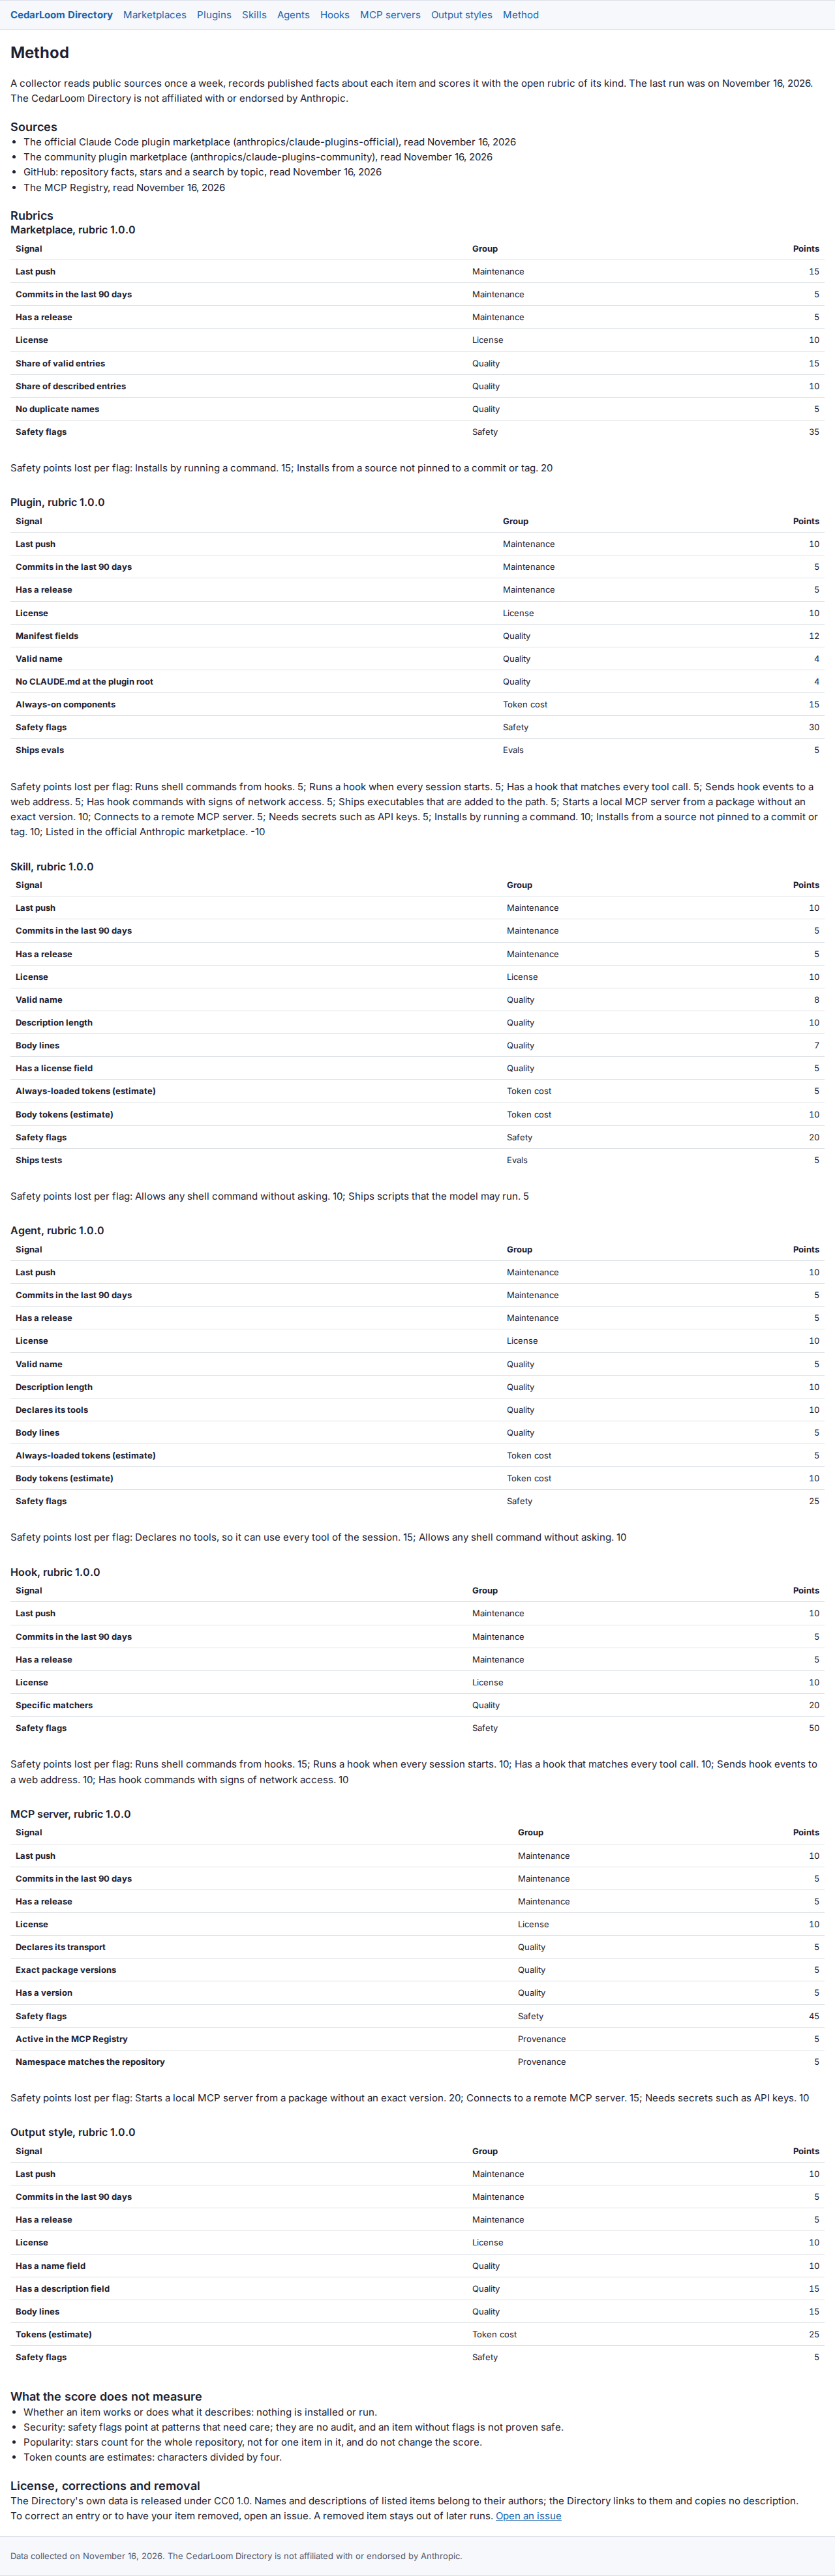 CedarLoom Directory Marketplaces Plugins Skills Agents Hooks MCP servers Output styles Method
Method
A collector reads public sources once a week, records published facts about each item and scores it with the open rubric of its kind. The last run was on November 16, 2026.
The CedarLoom Directory is not affiliated with or endorsed by Anthropic.
Sources
• The official Claude Code plugin marketplace (anthropics/claude-plugins-official), read November 16, 2026
• The community plugin marketplace (anthropics/claude-plugins-community), read November 16, 2026
• GitHub: repository facts, stars and a search by topic, read November 16, 2026
• The MCP Registry, read November 16, 2026
Rubrics
Marketplace, rubric 1.0.0
Signal Group Points
Last push Maintenance 15
Commits in the last 90 days Maintenance 5
Has a release Maintenance 5
License License 10
Share of valid entries Quality 15
Share of described entries Quality 10
No duplicate names Quality 5
Safety flags Safety 35
Safety points lost per flag: Installs by running a command. 15; Installs from a source not pinned to a commit or tag. 20
Plugin, rubric 1.0.0
Signal Group Points
Last push Maintenance 10
Commits in the last 90 days Maintenance 5
Has a release Maintenance 5
License License 10
Manifest fields Quality 12
Valid name Quality 4
No CLAUDE.md at the plugin root Quality 4
Always-on components Token cost 15
Safety flags Safety 30
Ships evals Evals 5
Safety points lost per flag: Runs shell commands from hooks. 5; Runs a hook when every session starts. 5; Has a hook that matches every tool call. 5; Sends hook events to a
web address. 5; Has hook commands with signs of network access. 5; Ships executables that are added to the path. 5; Starts a local MCP server from a package without an
exact version. 10; Connects to a remote MCP server. 5; Needs secrets such as API keys. 5; Installs by running a command. 10; Installs from a source not pinned to a commit or
tag. 10; Listed in the official Anthropic marketplace. -10
Skill, rubric 1.0.0
Signal Group Points
Last push Maintenance 10
Commits in the last 90 days Maintenance 5
Has a release Maintenance 5
License License 10
Valid name Quality 8
Description length Quality 10
Body lines Quality 7
Has a license field Quality 5
Always-loaded tokens (estimate) Token cost 5
Body tokens (estimate) Token cost 10
Safety flags Safety 20
Ships tests Evals 5
Safety points lost per flag: Allows any shell command without asking. 10; Ships scripts that the model may run. 5
Agent, rubric 1.0.0
Signal Group Points
Last push Maintenance 10
Commits in the last 90 days Maintenance 5
Has a release Maintenance 5
License License 10
Valid name Quality 5
Description length Quality 10
Declares its tools Quality 10
Body lines Quality 5
Always-loaded tokens (estimate) Token cost 5
Body tokens (estimate) Token cost 10
Safety flags Safety 25
Safety points lost per flag: Declares no tools, so it can use every tool of the session. 15; Allows any shell command without asking. 10
Hook, rubric 1.0.0
Signal Group Points
Last push Maintenance 10
Commits in the last 90 days Maintenance 5
Has a release Maintenance 5
License License 10
Specific matchers Quality 20
Safety flags Safety 50
Safety points lost per flag: Runs shell commands from hooks. 15; Runs a hook when every session starts. 10; Has a hook that matches every tool call. 10; Sends hook events to
a web address. 10; Has hook commands with signs of network access. 10
MCP server, rubric 1.0.0
Signal Group Points
Last push Maintenance 10
Commits in the last 90 days Maintenance 5
Has a release Maintenance 5
License License 10
Declares its transport Quality 5
Exact package versions Quality 5
Has a version Quality 5
Safety flags Safety 45
Active in the MCP Registry Provenance 5
Namespace matches the repository Provenance 5
Safety points lost per flag: Starts a local MCP server from a package without an exact version. 20; Connects to a remote MCP server. 15; Needs secrets such as API keys. 10
Output style, rubric 1.0.0
Signal Group Points
Last push Maintenance 10
Commits in the last 90 days Maintenance 5
Has a release Maintenance 5
License License 10
Has a name field Quality 10
Has a description field Quality 15
Body lines Quality 15
Tokens (estimate) Token cost 25
Safety flags Safety 5
What the score does not measure
• Whether an item works or does what it describes: nothing is installed or run.
• Security: safety flags point at patterns that need care; they are no audit, and an item without flags is not proven safe.
• Popularity: stars count for the whole repository, not for one item in it, and do not change the score.
• Token counts are estimates: characters divided by four.
License, corrections and removal
The Directory's own data is released under CC0 1.0. Names and descriptions of listed items belong to their authors; the Directory links to them and copies no description.
To correct an entry or to have your item removed, open an issue. A removed item stays out of later runs. Open an issue
Data collected on November 16, 2026. The CedarLoom Directory is not affiliated with or endorsed by Anthropic.